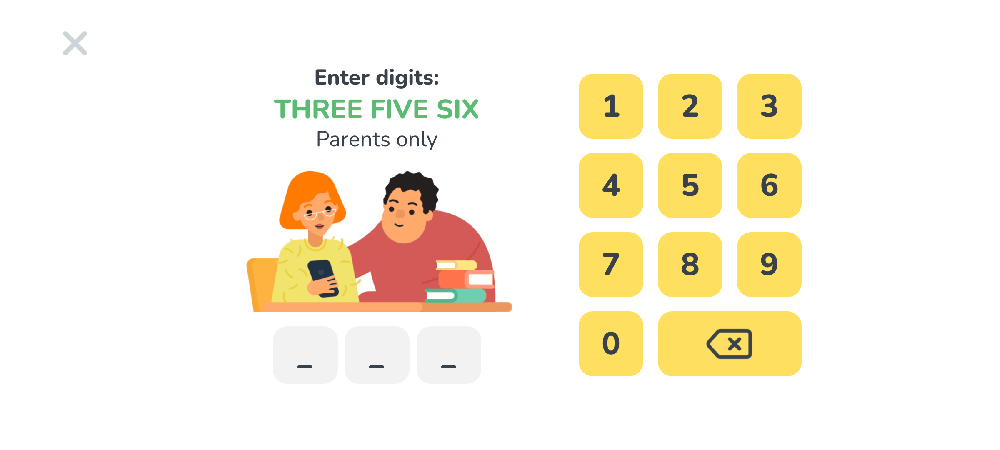 Enter digits:
THREE FIVE SIX
Parents only
_ _ _
1 2 3
4 5 6
7 8 9
0